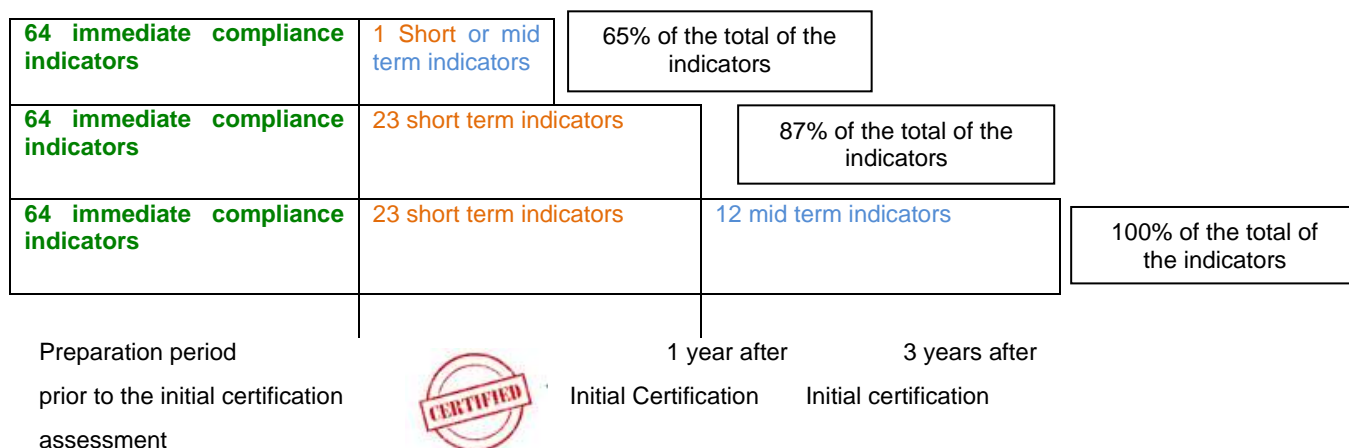 64 immediate compliance
indicators
1 Short or mid
term indicators
65% of the total of the
indicators
64 immediate compliance
indicators
23 short term indicators
87% of the total of the
indicators
64 immediate compliance
indicators
23 short term indicators
12 mid term indicators
100% of the total of
the indicators
Preparation period
prior to the initial certification
assessment
CERTIFIED
1 year after
Initial Certification
3 years after
Initial certification